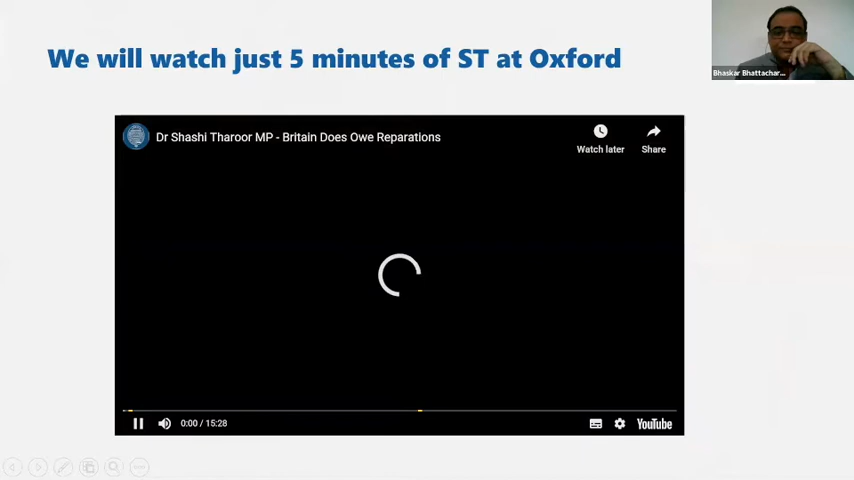 We will watch just 5 minutes of ST at Oxford
Bhaskar Bhattachar...
Dr Shashi Tharoor MP - Britain Does Owe Reparations
Watch later
Share
0:00 / 15:28
YouTube